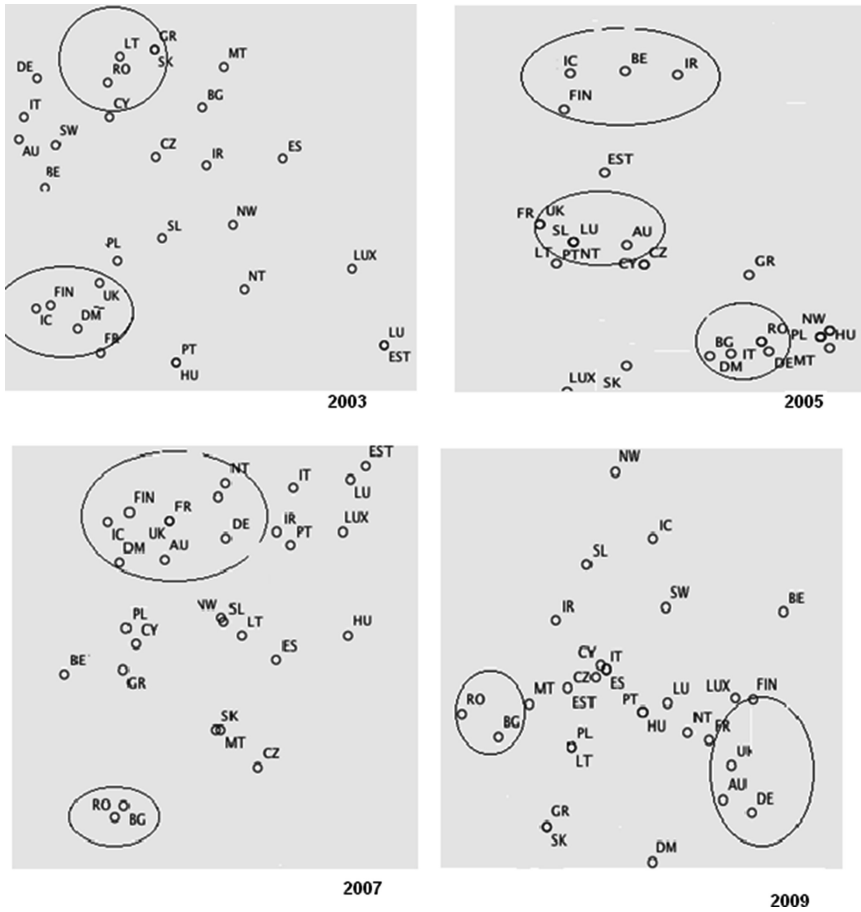 GR
LT
SK
MT
DE
RO
BG
IT
CY
SW
AU
CZ
IR
ES
BE
NW
SL
PL
LUX
NT
FIN
UK
IC
DM
FR
LU
PT
EST
HU
2003
IC
BE
IR
FIN
EST
FR UK
SL LU
AU
LT PT NT
CY CZ
GR
NW
RO
PL HU
BG
IT
DM
DE MT
LUX SK
2005
EST
NT
IT
LU
FIN
FR
IC
UK
DE
IR
PT
LUX
DM
AU
NW
SL
PL
LT
CY
HU
BE
ES
GR
SK
MT
CZ
RO
BG
2007
NW
IC
SL
SW
BE
IR
CY
IT
CZ
ES
RO
MT
EST
PT
LU
LUX
FIN
BG
HU
NT
FR
PL
LT
AU
DE
GR
SK
DM
2009